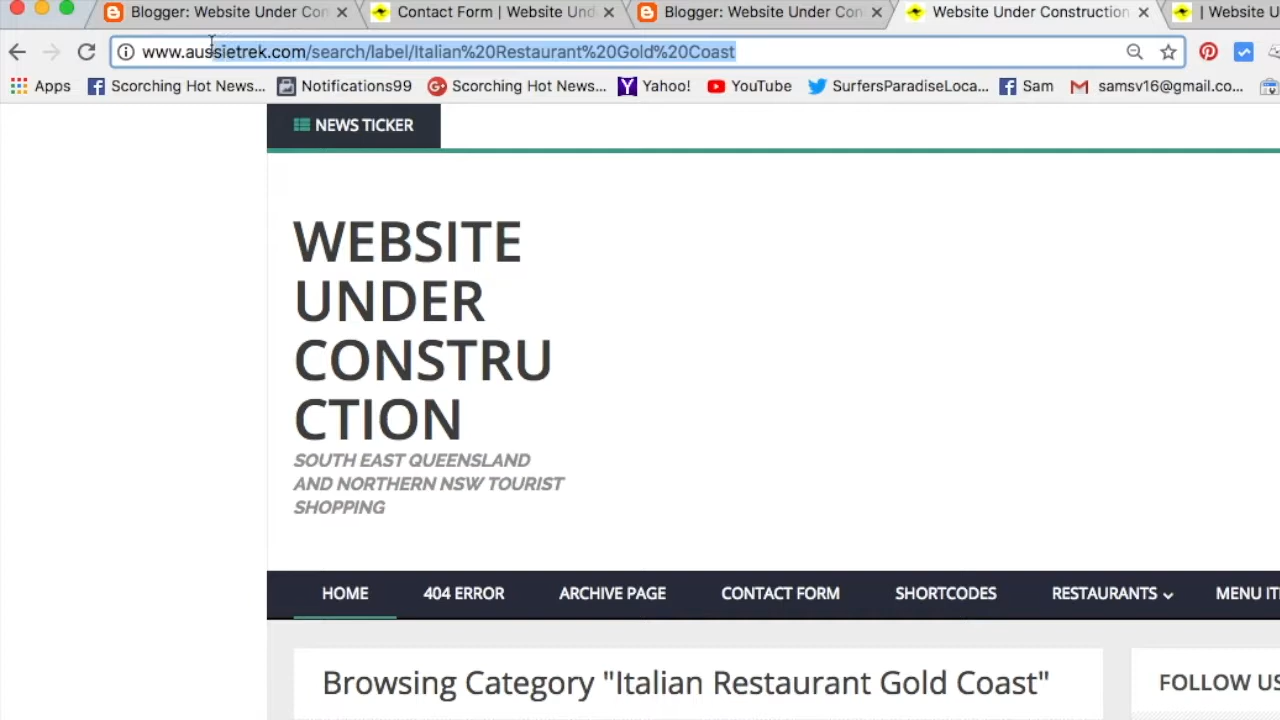 Blogger: Website Under Con
Contact Form | Website Und
Blogger: Website Under Con
Website Under Construction
| Website U
www.aussietrek.com/search/label/Italian%20Restaurant%20Gold%20Coast
Apps
Scorching Hot News...
Notifications99
Scorching Hot News...
Yahoo!
YouTube
SurfersParadiseLoca...
Sam
samsv16@gmail.co...
NEWS TICKER
WEBSITE
UNDER
CONSTRU
CTION
SOUTH EAST QUEENSLAND
AND NORTHERN NSW TOURIST
SHOPPING
HOME
404 ERROR
ARCHIVE PAGE
CONTACT FORM
SHORTCODES
RESTAURANTS
MENU IT
Browsing Category "Italian Restaurant Gold Coast"
FOLLOW US